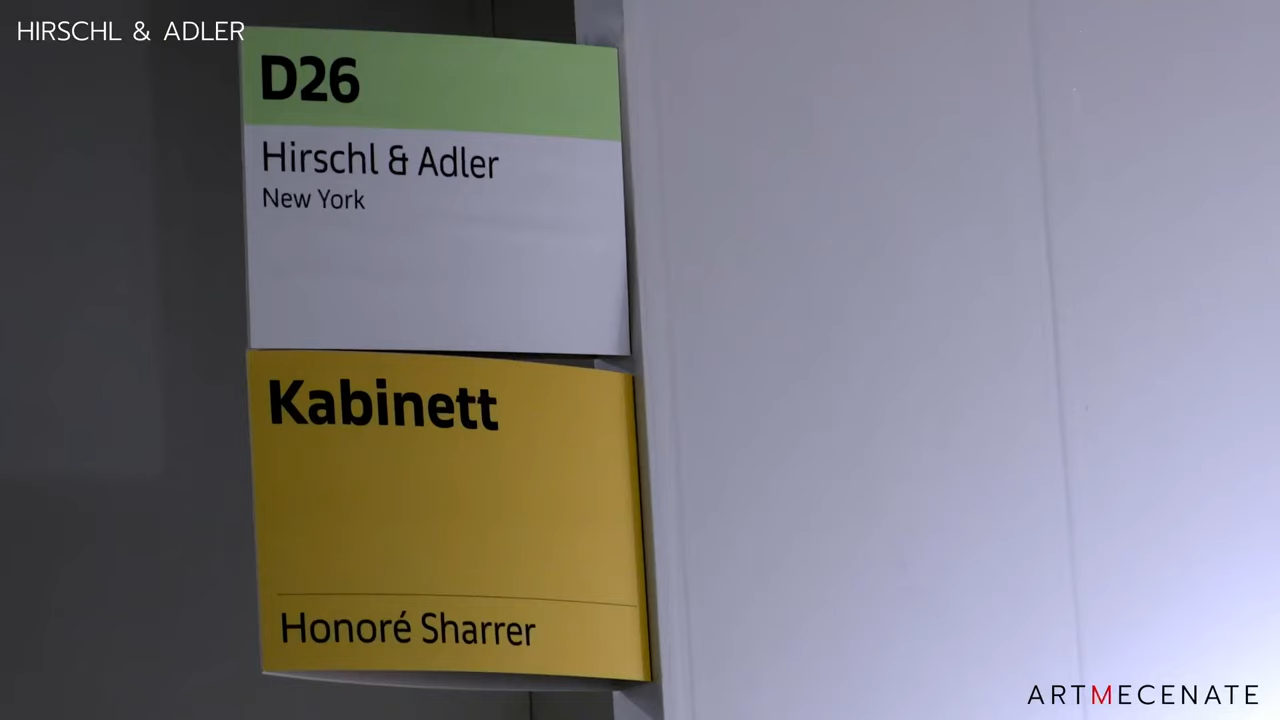 HIRSCHL & ADLER
D26
Hirschl & Adler
New York
Kabinett
Honoré Sharrer
ARTMECENATE